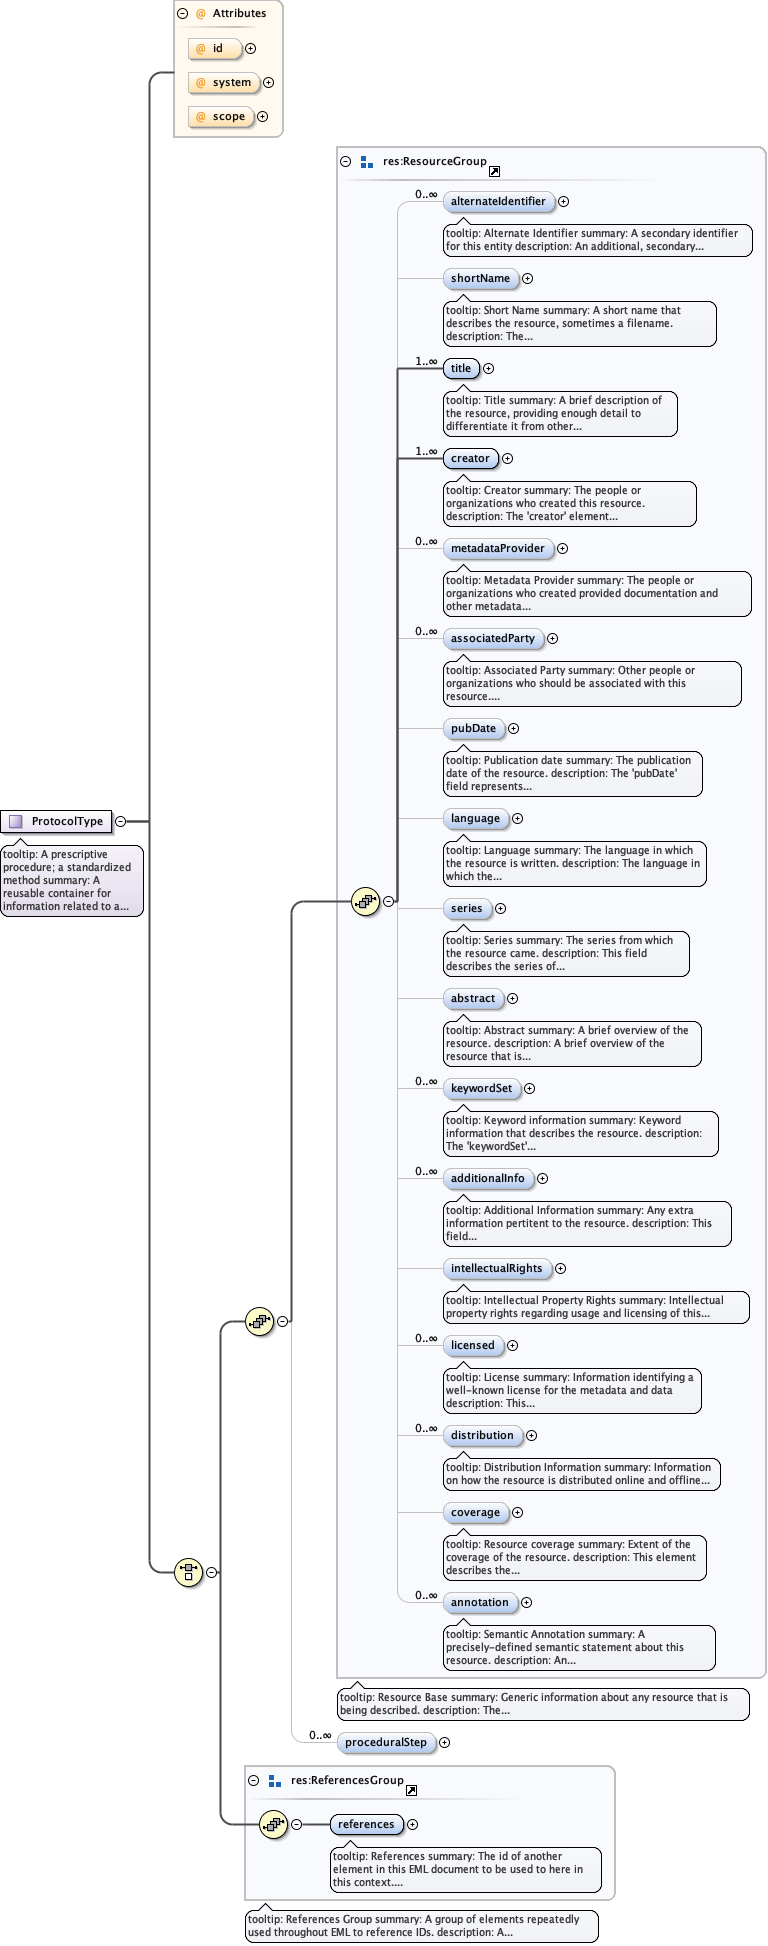 Attributes
@ id
@ system
@ scope
res:ResourceGroup
0..∞
alternateIdentifier
tooltip: Alternate Identifier summary: A secondary identifier
for this entity description: An additional, secondary...
shortName
tooltip: Short Name summary: A short name that
describes the resource, sometimes a filename.
description: The...
1..∞
title
tooltip: Title summary: A brief description of
the resource, providing enough detail to
differentiate it from other...
1..∞
creator
tooltip: Creator summary: The people or
organizations who created this resource.
description: The 'creator' element...
0..∞
metadataProvider
tooltip: Metadata Provider summary: The people or
organizations who created provided documentation and
other metadata...
0..∞
associatedParty
tooltip: Associated Party summary: Other people or
organizations who should be associated with this
resource....
pubDate
tooltip: Publication date summary: The publication
date of the resource. description: The 'pubDate'
field represents...
ProtocolType
tooltip: A prescriptive
procedure; a standardized
method summary: A
reusable container for
information related to a...
language
tooltip: Language summary: The language in which
the resource is written. description: The language in
which the...
series
tooltip: Series summary: The series from which
the resource came. description: This field
describes the series of...
abstract
tooltip: Abstract summary: A brief overview of the
resource. description: A brief overview of the
resource that is...
0..∞
keywordSet
tooltip: Keyword information summary: Keyword
information that describes the resource. description:
The 'keywordSet'...
0..∞
additionalInfo
tooltip: Additional Information summary: Any extra
information pertitent to the resource. description: This
field...
intellectualRights
tooltip: Intellectual Property Rights summary: Intellectual
property rights regarding usage and licensing of this...
0..∞
licensed
tooltip: License summary: Information identifying a
well-known license for the metadata and data
description: This...
0..∞
distribution
tooltip: Distribution Information summary: Information
on how the resource is distributed online and offline...
coverage
tooltip: Resource coverage summary: Extent of the
coverage of the resource. description: This element
describes the...
0..∞
annotation
tooltip: Semantic Annotation summary: A
precisely-defined semantic statement about this
resource. description: An...
tooltip: Resource Base summary: Generic information about any resource that is
being described. description: The...
0..∞
proceduralStep
res:ReferencesGroup
references
tooltip: References summary: The id of another
element in this EML document to be used to here in
this context....
tooltip: References Group summary: A group of elements repeatedly
used throughout EML to reference IDs. description: A...